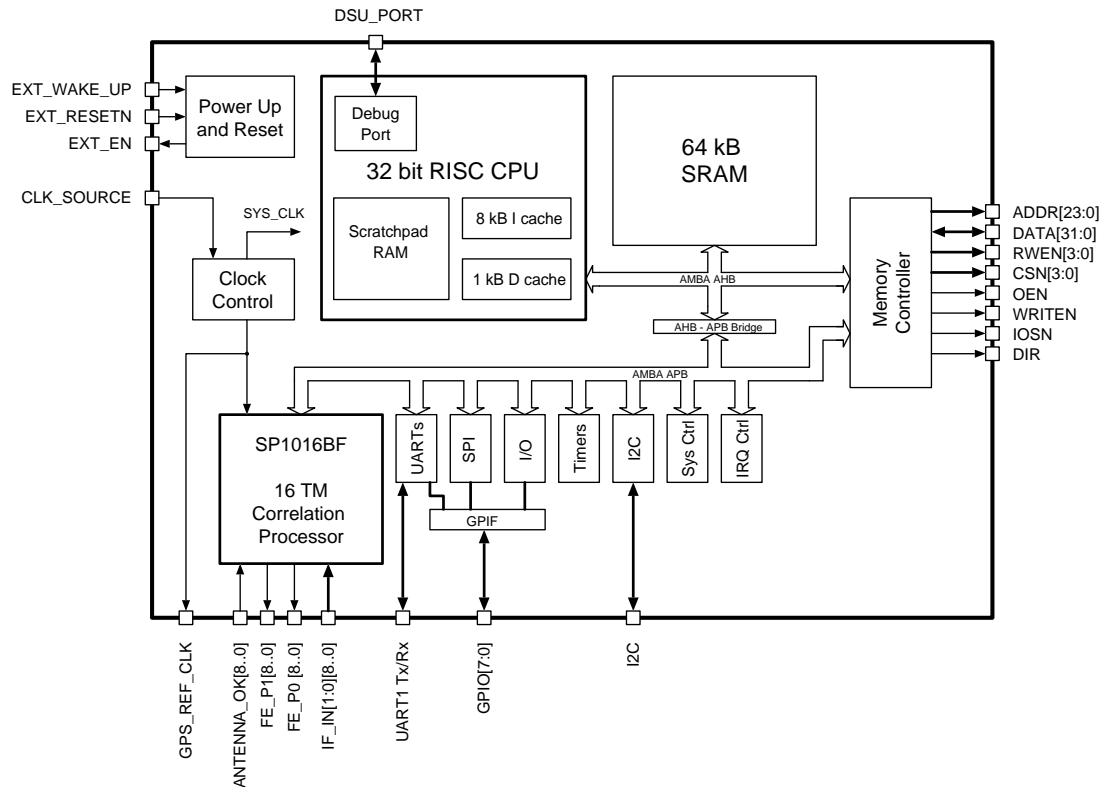 DSU_PORT
EXT_WAKE_UP
EXT_RESETN
EXT_EN
CLK_SOURCE
Power Up
and Reset
SYS_CLK
Clock
Control
Debug
Port
32 bit RISC CPU
Scratchpad
RAM
8 kB I cache
1 kB D cache
64 kB
SRAM
AMBA AHB
AHB - APB Bridge
AMBA APB
Memory
Controller
ADDR[23:0]
DATA[31:0]
RWEN[3:0]
CSN[3:0]
OEN
WRITEN
IOSN
DIR
SP1016BF
16 TM
Correlation
Processor
UARTs
SPI
I/O
Timers
I2C
Sys Ctrl
IRQ Ctrl
GPIF
GPS_REF_CLK
ANTENNA_OK[8..0]
FE_P1[8..0]
FE_P0 [8..0]
IF_IN[1:0][8..0]
UART1 Tx/Rx
GPIO[7:0]
I2C